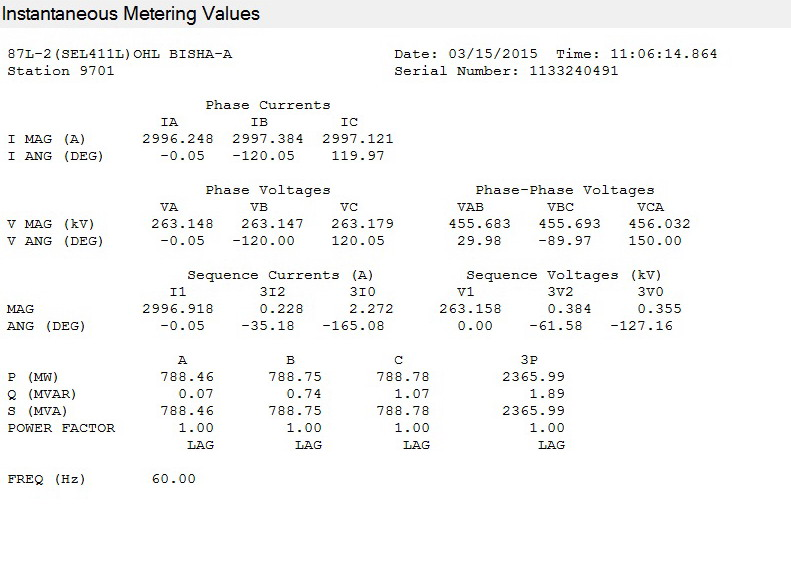 Instantaneous Metering Values
87L-2(SEL411L)OHL BISHA-A Date: 03/15/2015 Time: 11:06:14.864
Station 9701 Serial Number: 1133240491
Phase Currents
IA IB IC
I MAG (A) 2996.248 2997.384 2997.121
I ANG (DEG) -0.05 -120.05 119.97
Phase Voltages Phase-Phase Voltages
VA VB VC VAB VBC VCA
V MAG (kV) 263.148 263.147 263.179 455.683 455.693 456.032
V ANG (DEG) -0.05 -120.00 120.05 29.98 -89.97 150.00
Sequence Currents (A) Sequence Voltages (kV)
I1 3I2 3I0 V1 3V2 3V0
MAG 2996.918 0.228 2.272 263.158 0.384 0.355
ANG (DEG) -0.05 -35.18 -165.08 0.00 -61.58 -127.16
A B C 3P
P (MW) 788.46 788.75 788.78 2365.99
Q (MVAR) 0.07 0.74 1.07 1.89
S (MVA) 788.46 788.75 788.78 2365.99
POWER FACTOR 1.00 1.00 1.00 1.00
LAG LAG LAG LAG
FREQ (Hz) 60.00